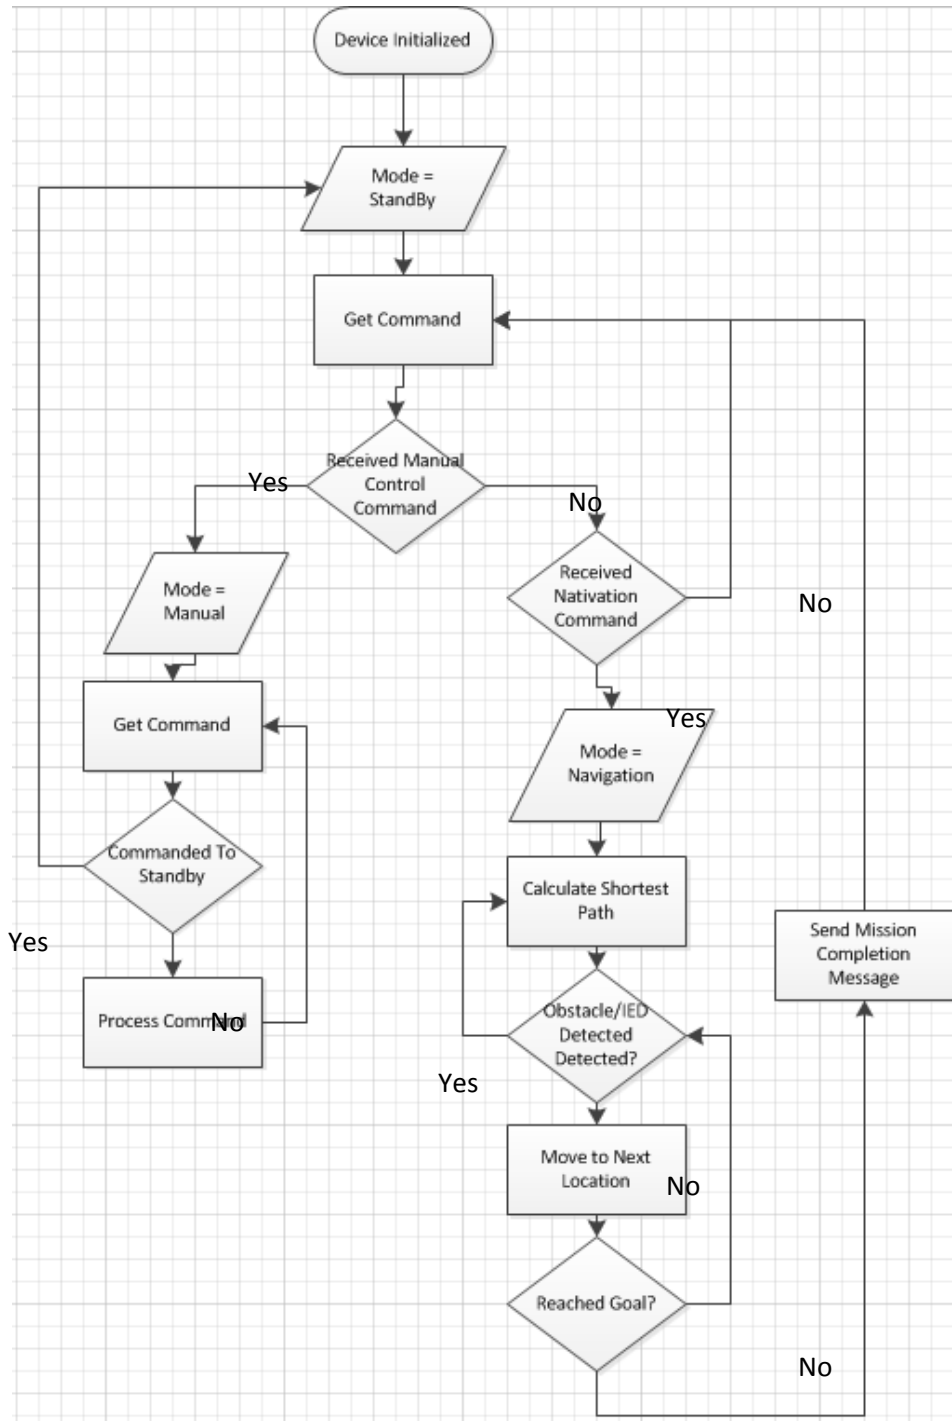 Device Initialized
Mode =
StandBy
Get Command
Received Manual
Control
Command
Yes
No
Received
Nativation
Command
No
Mode =
Manual
Get Command
Yes
Mode =
Navigation
Commanded To
Standby
Calculate Shortest
Path
Yes
Send Mission
Completion
Message
Process Command
No
Obstacle/IED
Detected
Detected?
Yes
Move to Next
Location
No
Reached Goal?
No